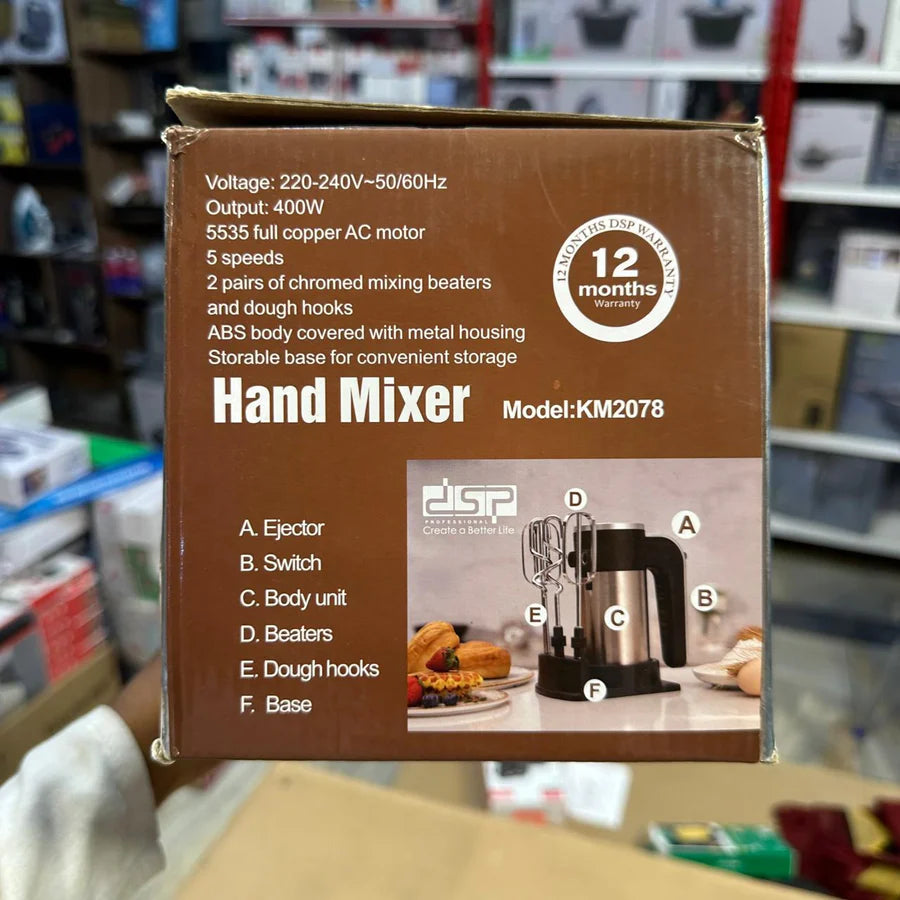 Voltage: 220-240V~50/60Hz
Output: 400W
5535 full copper AC motor
5 speeds
2 pairs of chromed mixing beaters
and dough hooks
ABS body covered with metal housing
Storable base for convenient storage
12 MONTHS DSP WARRANTY
12
months
Warranty
Hand Mixer
Model:KM2078
A. Ejector
B. Switch
C. Body unit
D. Beaters
E. Dough hooks
F. Base
dsp
PROFESSIONAL
Create a Better Life
D
A
B
E
C
F